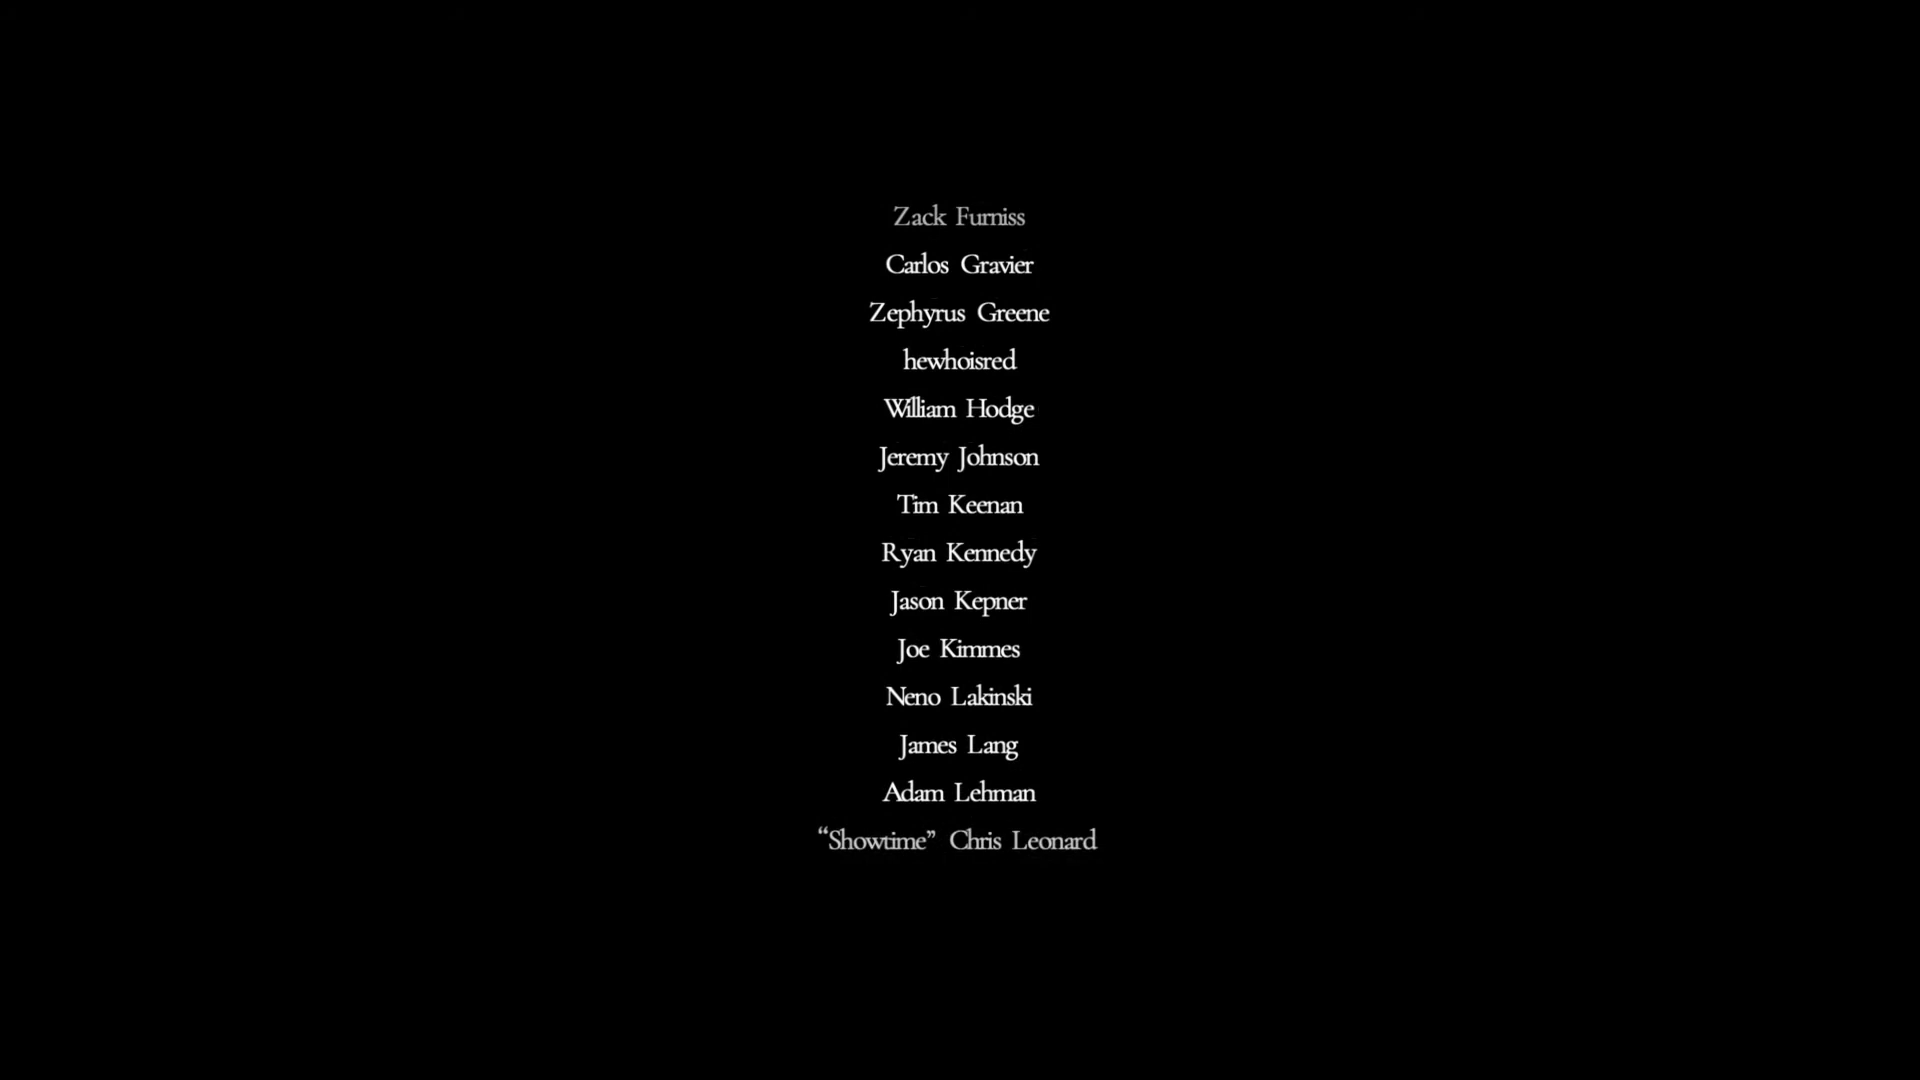 Zack Furniss
Carlos Gravier
Zephyrus Greene
hewhoisred
William Hodge
Jeremy Johnson
Tim Keenan
Ryan Kennedy
Jason Kepner
Joe Kimmes
Neno Lakinski
James Lang
Adam Lehman
“Showtime” Chris Leonard